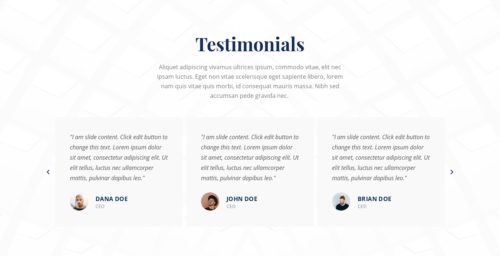 Testimonials
Aliquet adipiscing vivamus ultrices ipsum, commodo vitae, elit nec
ipsum luctus. Eget non vitae scelerisque eget sapiente libero, lorem
nam quis vitae quis morbi, id consequat mauris massa. Nibh sed
accumsan pede gravida nec.
"I am slide content. Click edit button to
change this text. Lorem ipsum dolor
sit amet, consectetur adipiscing elit. Ut
elit tellus, luctus nec ullamcorper
mattis, pulvinar dapibus leo."
DANA DOE
CEO
"I am slide content. Click edit button to
change this text. Lorem ipsum dolor
sit amet, consectetur adipiscing elit. Ut
elit tellus, luctus nec ullamcorper
mattis, pulvinar dapibus leo."
JOHN DOE
CEO
"I am slide content. Click edit button to
change this text. Lorem ipsum dolor
sit amet, consectetur adipiscing elit. Ut
elit tellus, luctus nec ullamcorper
mattis, pulvinar dapibus leo."
BRIAN DOE
CEO